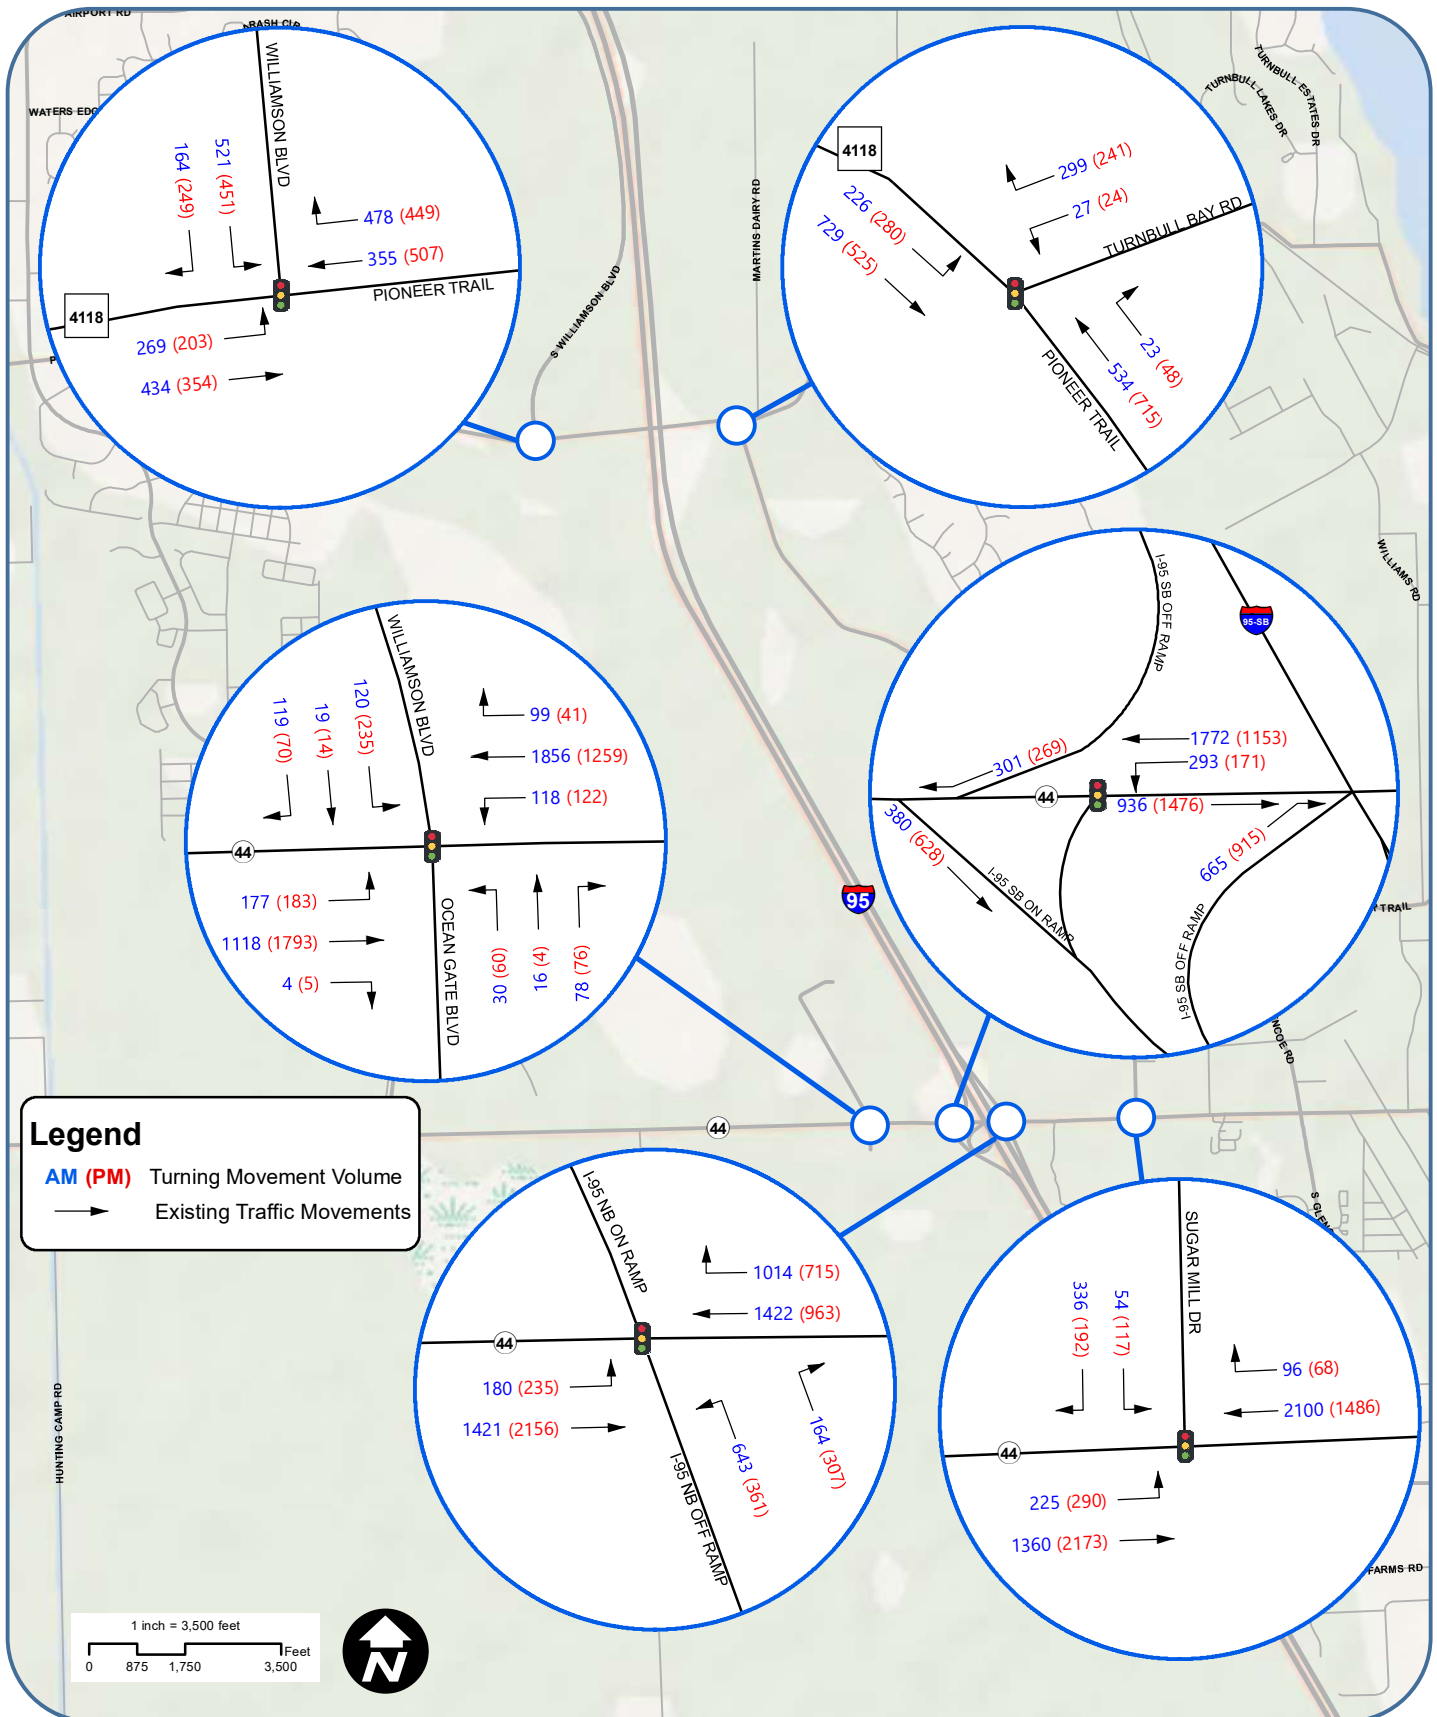 AIRPORT RD
WATERS EDG
WILLIAMSON BLVD
164 (249)
521 (451)
478 (449)
355 (507)
PIONEER TRAIL
4118
269 (203)
434 (354)
S WILLIAMSON BLVD
MARTINS DAIRY RD
4118
299 (241)
27 (24)
226 (280)
729 (525)
TURNBULL BAY RD
23 (48)
534 (715)
PIONEER TRAIL
TURNBULL LAKES DR
TURNBULL ESTATES DR
WILLIAMS RD
WILLIAMSON BLVD
119 (70)
19 (14)
120 (235)
99 (41)
1856 (1259)
118 (122)
44
177 (183)
1118 (1793)
4 (5)
OCEAN GATE BLVD
30 (60)
16 (4)
78 (76)
I-95 SB OFF RAMP
95-SB
301 (269)
1772 (1153)
293 (171)
44
936 (1476)
380 (628)
665 (915)
I-95 SB ON RAMP
I-95 SB OFF RAMP
95
TRAIL
NCOE RD
44
Legend
AM (PM) Turning Movement Volume
Existing Traffic Movements
I-95 NB ON RAMP
1014 (715)
1422 (963)
44
180 (235)
1421 (2156)
643 (361)
164 (307)
I-95 NB OFF RAMP
SUGAR MILL DR
336 (192)
54 (117)
96 (68)
2100 (1486)
44
225 (290)
1360 (2173)
S GLENC
FARMS RD
HUNTING CAMP RD
1 inch = 3,500 feet
Feet
0 875 1,750 3,500
N